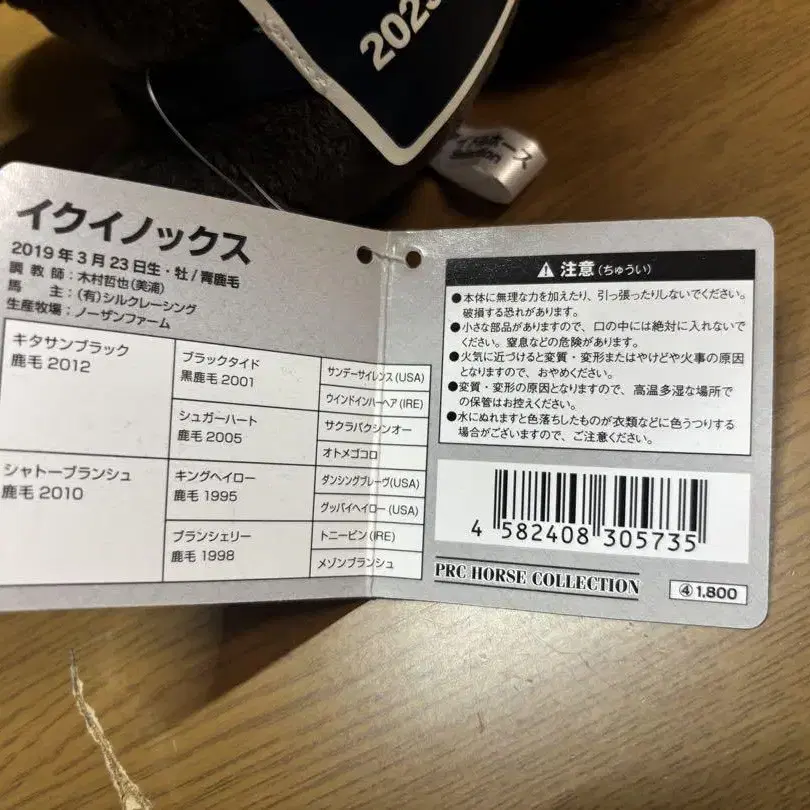 2023
イクイノックス
2019年3月23日生・牡/青鹿毛
調教師:木村哲也(美浦)
馬主:(有)シルクレーシング
生産牧場:ノーザンファーム
キタサンブラック
鹿毛 2012
ブラックタイド
黒鹿毛 2001
サンデーサイレンス(USA)
ウインドインハーヘア(IRE)
シュガーハート
鹿毛 2005
サクラバクシンオー
オトメゴコロ
シャトーブランシュ
鹿毛 2010
キングヘイロー
鹿毛 1995
ダンシングブレーヴ(USA)
グッバイヘイロー(USA)
ブランシェリー
鹿毛 1998
トニービン(IRE)
メゾンブランシュ
注意(ちゅうい)
●本体に無理な力を加えたり、引っ張ったりしないでください。
破損する恐れがあります。
●小さな部品がありますので、口の中には絶対に入れないで
ください。窒息などの危険があります。
●火気に近づけると変質・変形またはやけどや火事の原因
となりますので、おやめください。
●変質・変形の原因となりますので、高温多湿な場所で
の保管はお控えください。
●水にぬれますと色落ちしたものが衣類などに色うつりする
場合がございますので、ご注意ください。
4 582408 305735
PRC HORSE COLLECTION
④1,800